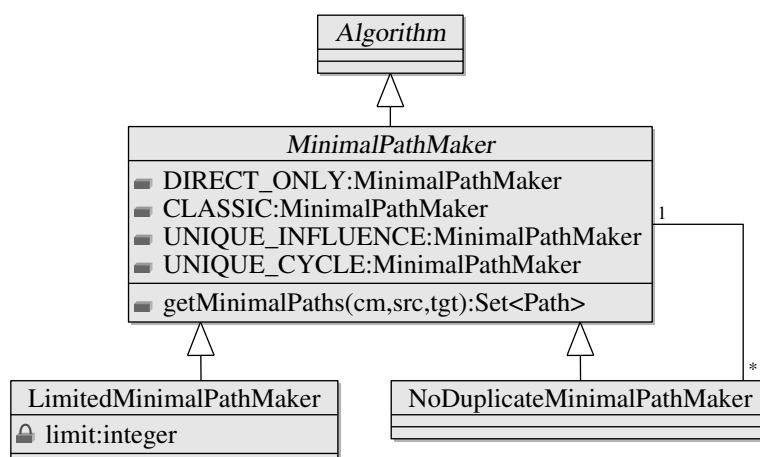 Algorithm
MinimalPathMaker
DIRECT_ONLY:MinimalPathMaker
CLASSIC:MinimalPathMaker
UNIQUE_INFLUENCE:MinimalPathMaker
UNIQUE_CYCLE:MinimalPathMaker
getMinimalPaths(cm,src,tgt):Set<Path>
1
*
LimitedMinimalPathMaker
limit:integer
NoDuplicateMinimalPathMaker